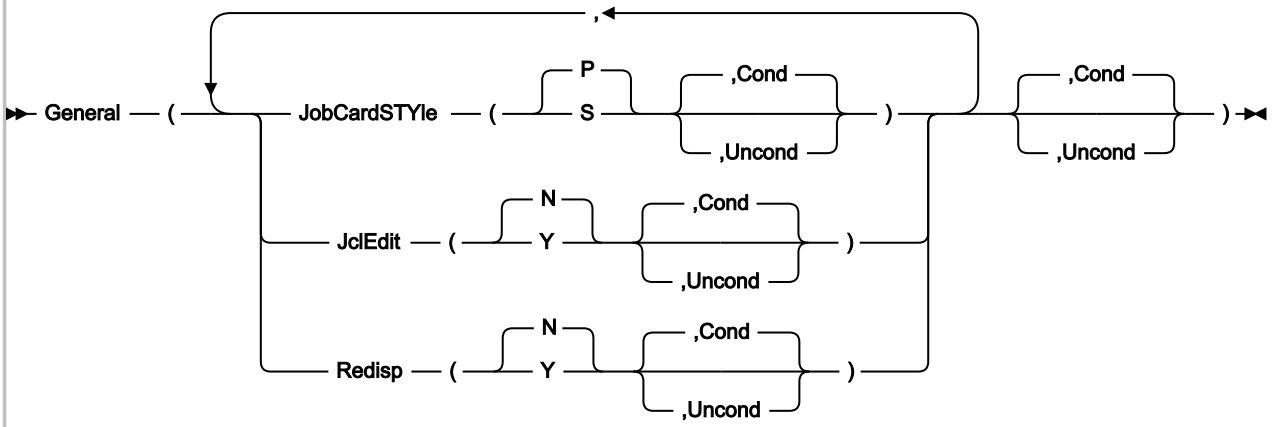 ,
P ,Cond ,Cond
General ( JobCardSTYle ( S ) )
,Uncond ,Uncond
N ,Cond
JclEdit ( Y )
,Uncond
N ,Cond
Redisp ( Y )
,Uncond